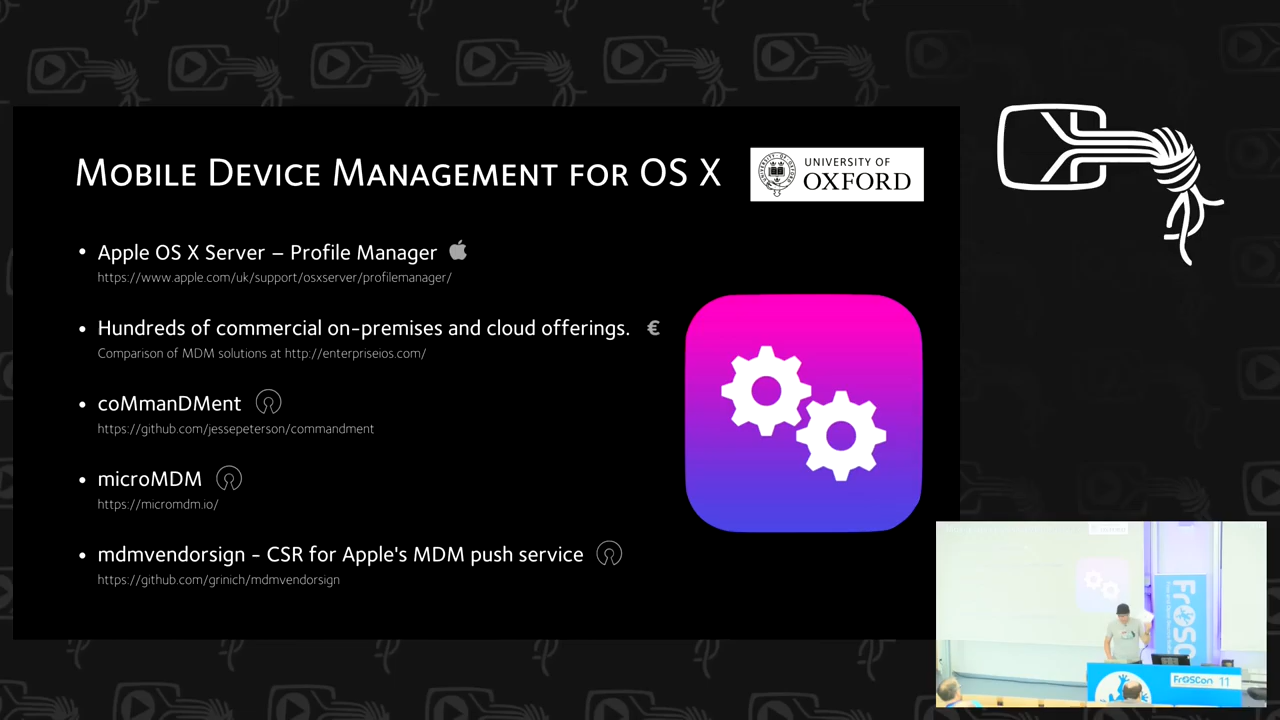 MOBILE DEVICE MANAGEMENT FOR OS X
UNIVERSITY OF
OXFORD
• Apple OS X Server – Profile Manager
https://www.apple.com/uk/support/osxserver/profilemanager/
• Hundreds of commercial on-premises and cloud offerings. €
Comparison of MDM solutions at http://enterpriseios.com/
• coMmanDMent
https://github.com/jessepeterson/commandment
• microMDM
https://micromdm.io/
• mdmvendorsign - CSR for Apple's MDM push service
https://github.com/grinich/mdmvendorsign
FrOSC
FrOSCon 11